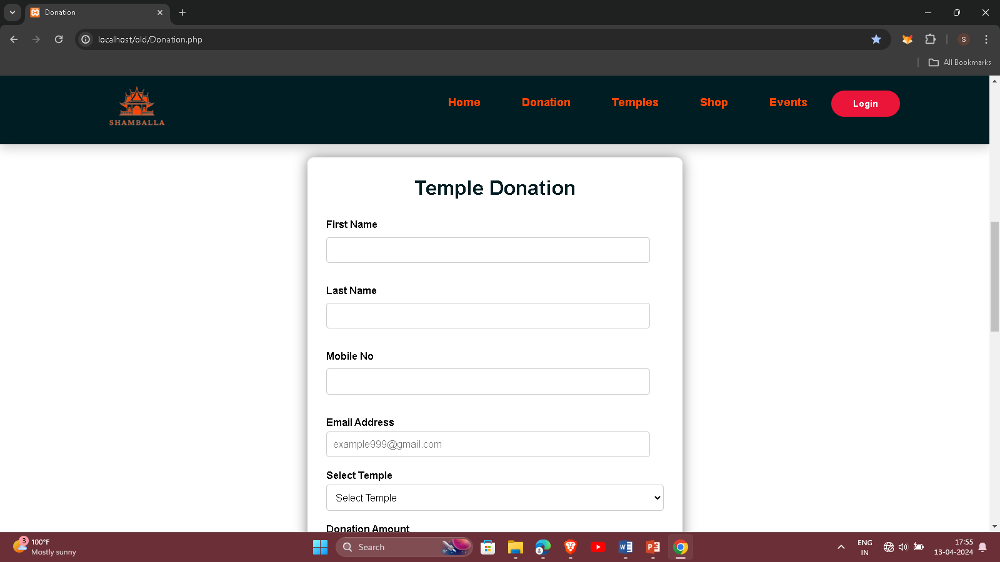 Donation
localhost/old/Donation.php
S
All Bookmarks
SHAMBALLA
Home
Donation
Temples
Shop
Events
Login
Temple Donation
First Name
Last Name
Mobile No
Email Address
example999@gmail.com
Select Temple
Select Temple
Donation Amount
3
100°F
Mostly sunny
Search
ENG
IN
17:55
13-04-2024